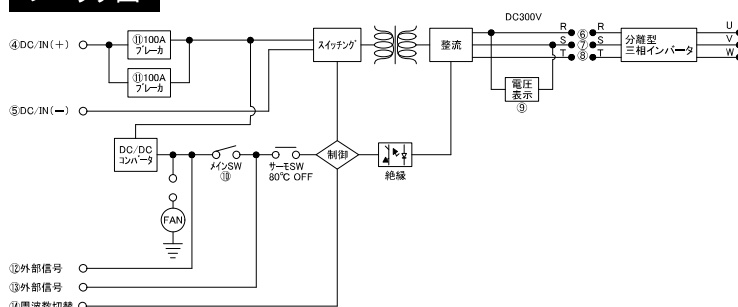 DC300V
④DC/IN(+)
⑪100A
ブレーカ
⑪100A
ブレーカ
スイッチング
整流
R ⑥ R
S ⑦ S
T ⑧ T
分離型
三相インバータ
U
V
W
電圧
表示
⑨
⑤DC/IN(-)
DC/DC
コンバータ
メインSW
⑩
サーモSW
80℃ OFF
制御
絶縁
FAN
⑫外部信号
⑬外部信号
⑭周波数切替